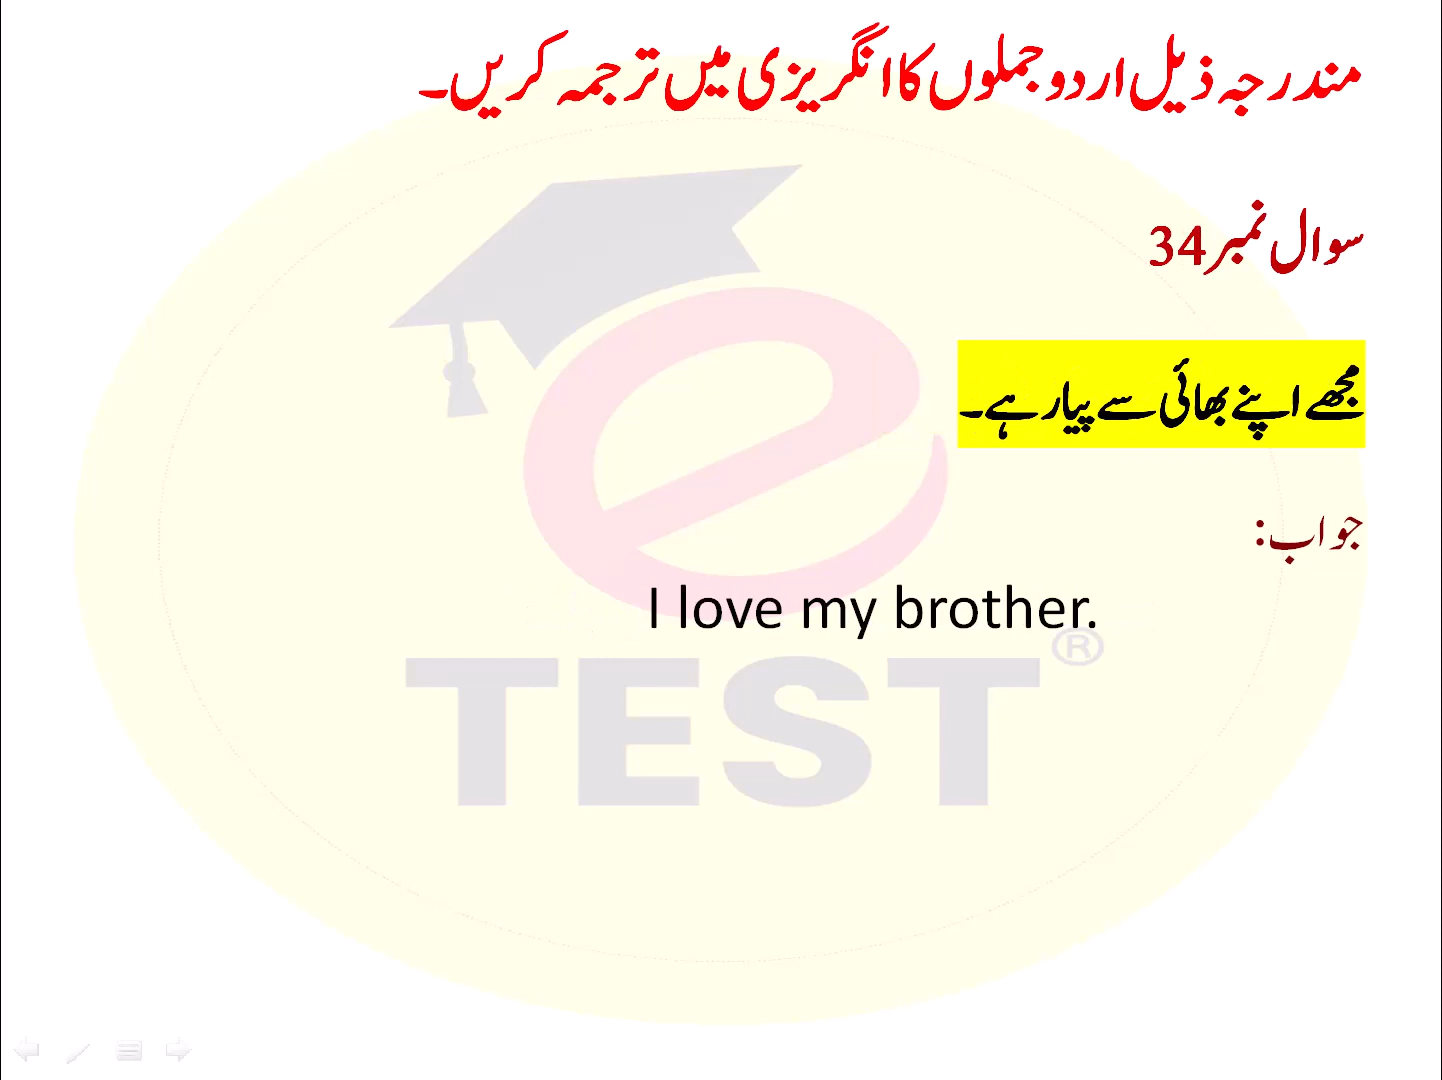 مندرجہ ذیل اردو جملوں کا انگریزی میں ترجمہ کریں۔
سوال نمبر 34
مجھے اپنے بھائی سے پیار ہے۔
جواب:
I love my brother.
e
TEST®